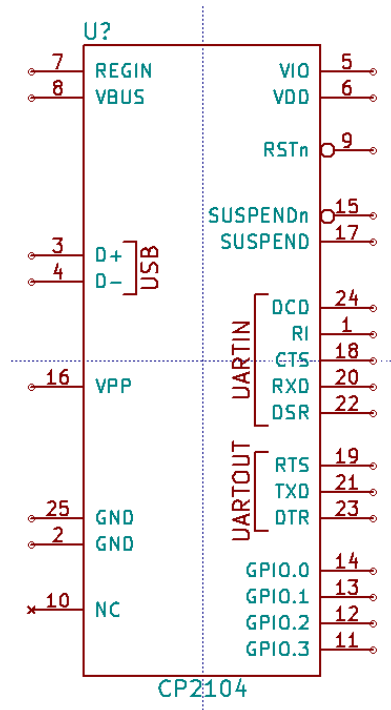 U?
7 REGIN
8 VBUS
3 D+
4 D-
USB
16 VPP
25 GND
2 GND
10 NC
VIO 5
VDD 6
RSTn 9
SUSPENDn 15
SUSPEND 17
UARTIN
DCD 24
RI 1
CTS 18
RXD 20
DSR 22
UARTOUT
RTS 19
TXD 21
DTR 23
GPIO.0 14
GPIO.1 13
GPIO.2 12
GPIO.3 11
CP2104